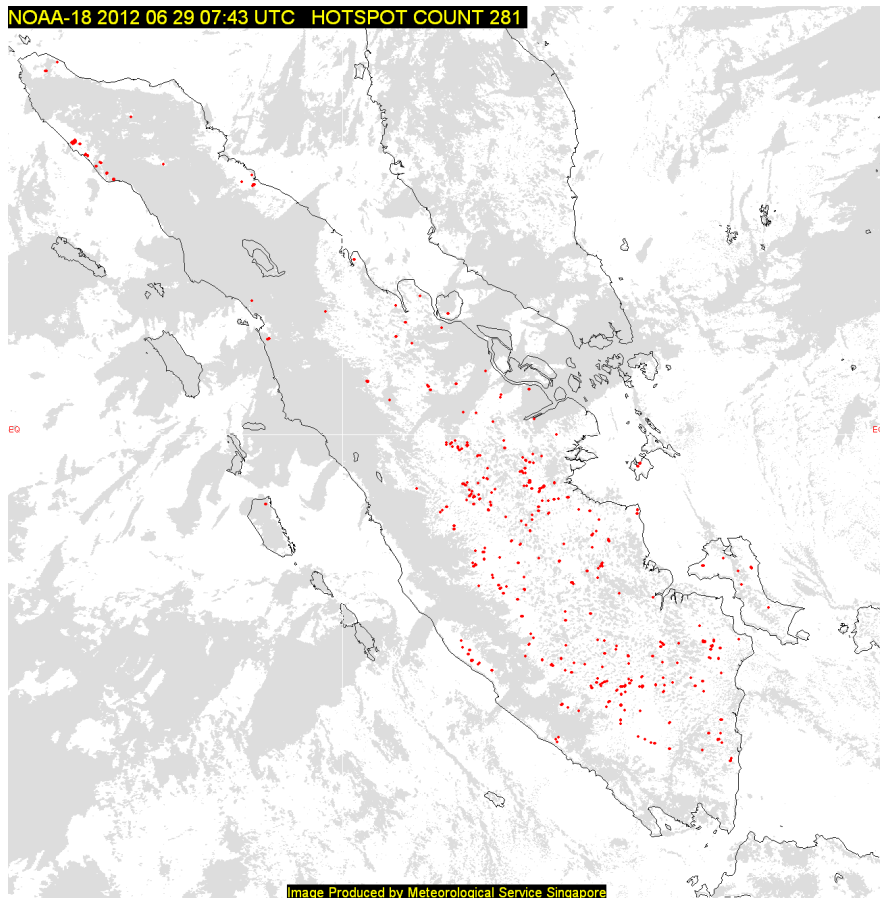 NOAA-18 2012 06 29 07:43 UTC   HOTSPOT COUNT 281
EQ
EQ
Image Produced by Meteorological Service Singapore